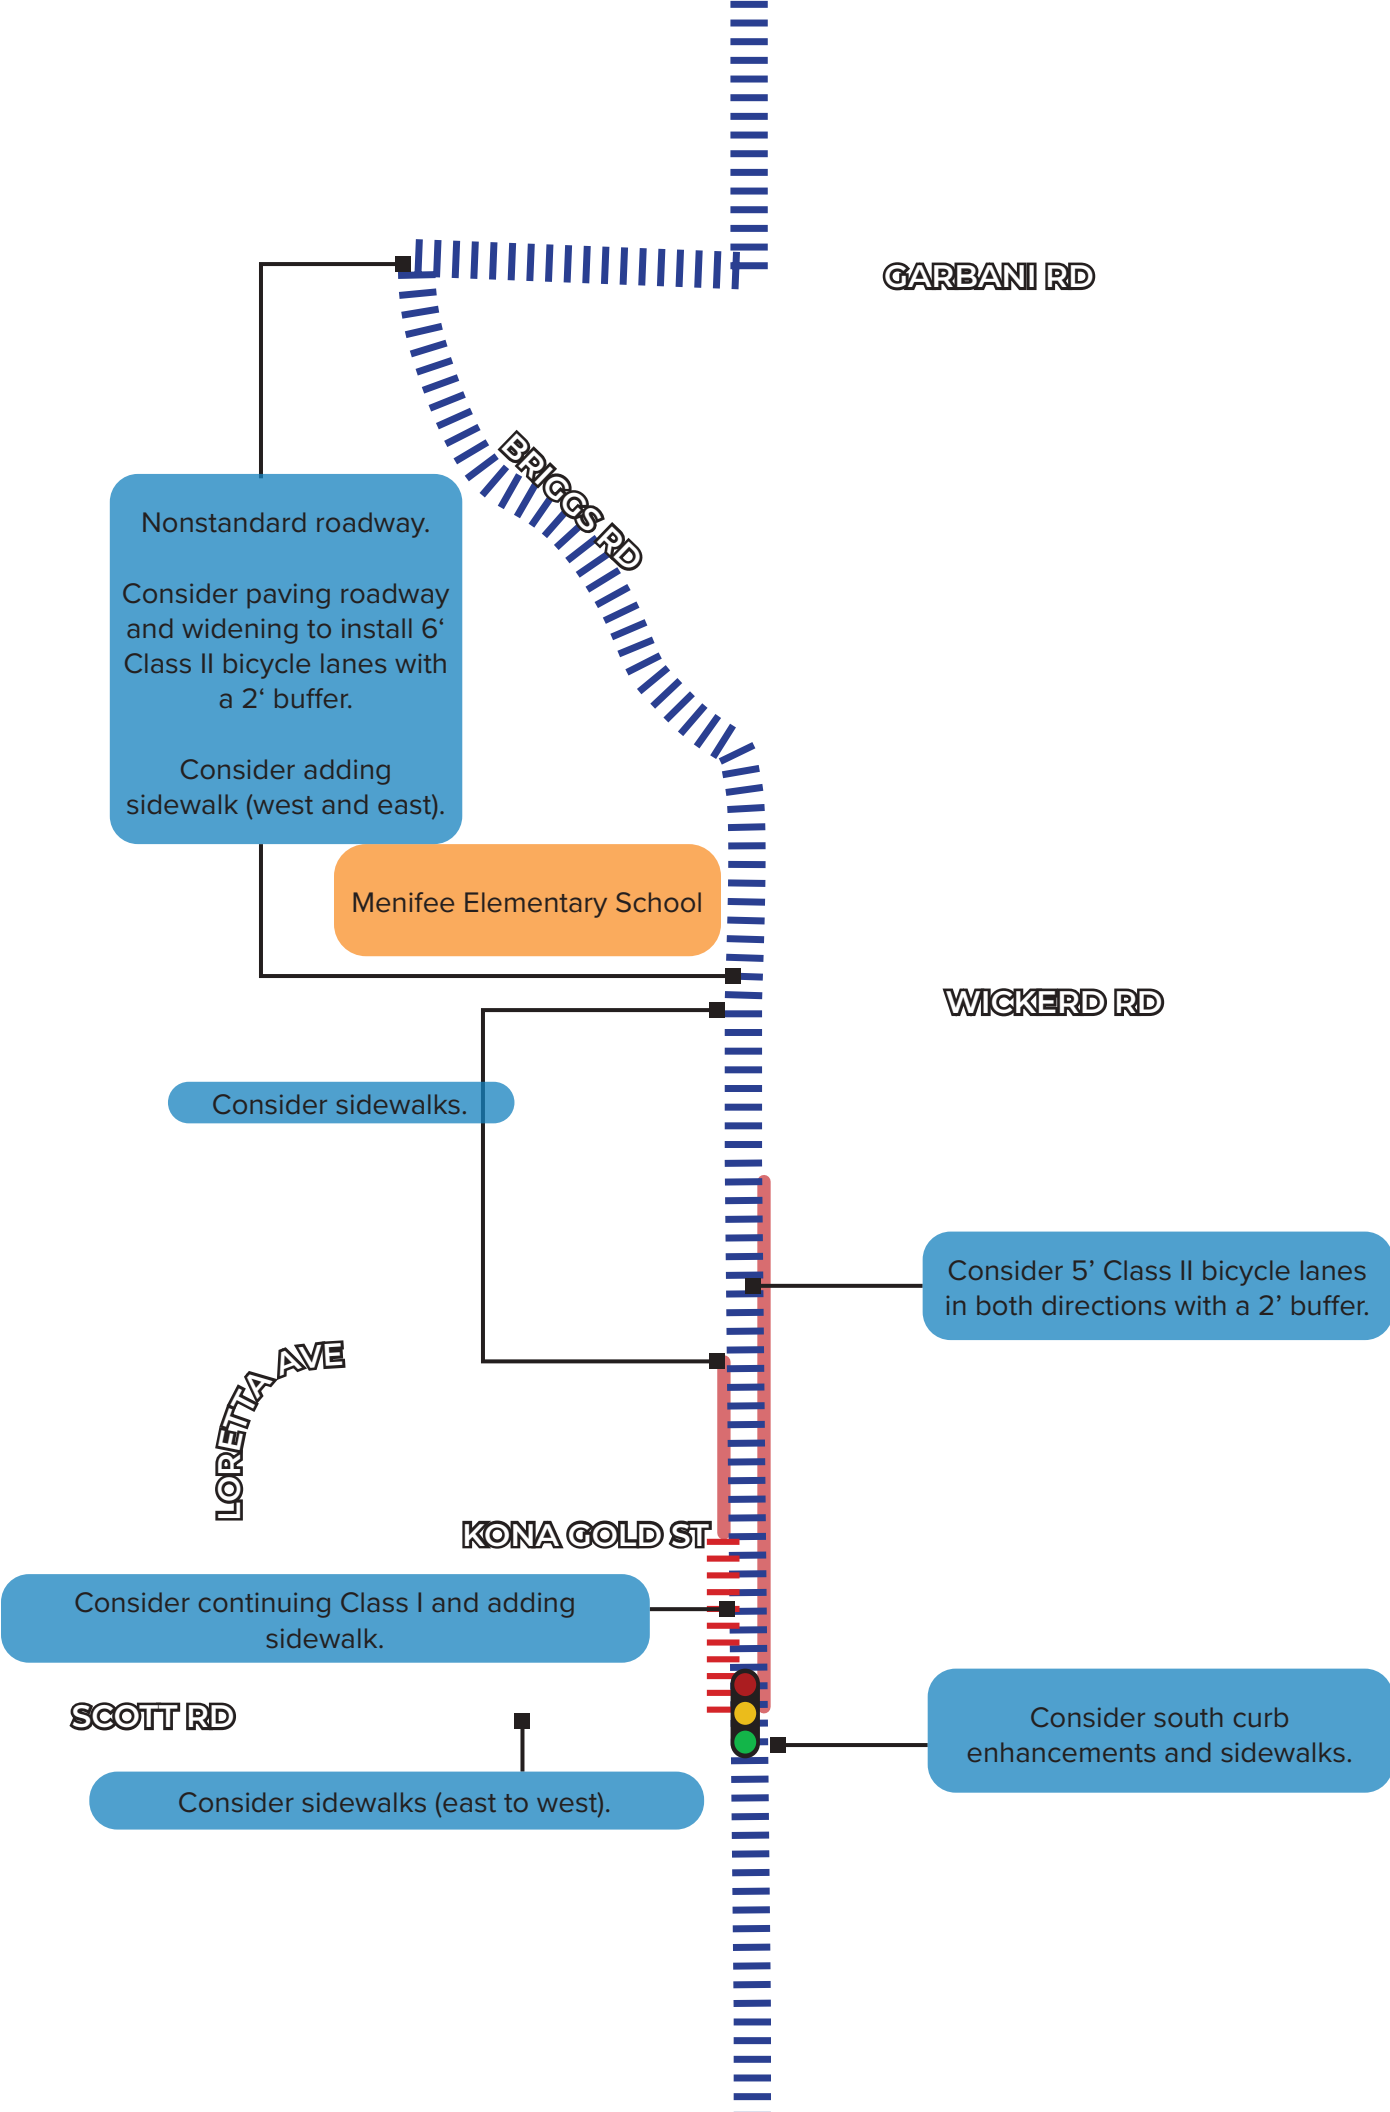 GARBANI RD
BRIGGS RD
Nonstandard roadway.
Consider paving roadway
and widening to install 6‘
Class II bicycle lanes with
a 2‘ buffer.
Consider adding
sidewalk (west and east).
Menifee Elementary School
WICKERD RD
Consider sidewalks.
Consider 5’ Class II bicycle lanes
in both directions with a 2’ buffer.
LORETTA AVE
KONA GOLD ST
Consider continuing Class I and adding
sidewalk.
SCOTT RD
Consider south curb
enhancements and sidewalks.
Consider sidewalks (east to west).